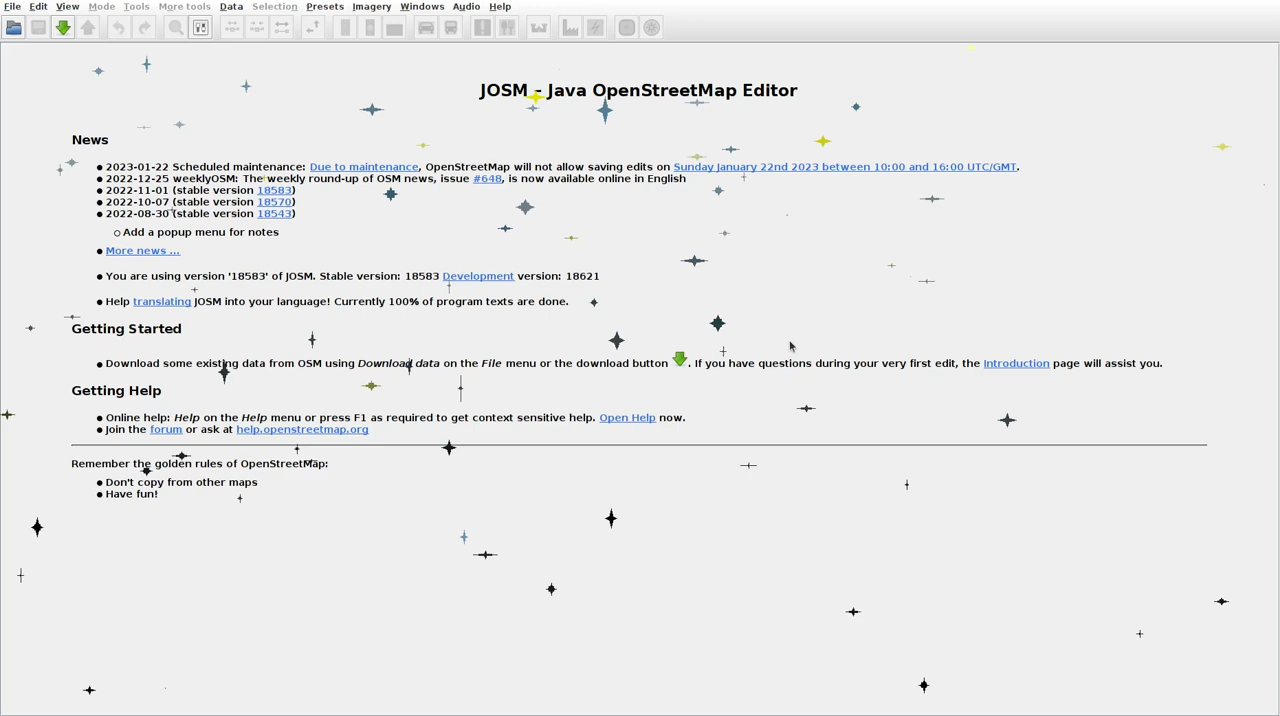 File Edit View Mode Tools More tools Data Selection Presets Imagery Windows Audio Help
JOSM - Java OpenStreetMap Editor
News
2023-01-22 Scheduled maintenance: Due to maintenance, OpenStreetMap will not allow saving edits on Sunday January 22nd 2023 between 10:00 and 16:00 UTC/GMT.
2022-12-25 weeklyOSM: The weekly round-up of OSM news, issue #648, is now available online in English
2022-11-01 (stable version 18583)
2022-10-07 (stable version 18570)
2022-08-30 (stable version 18543)
Add a popup menu for notes
More news ...
You are using version '18583' of JOSM. Stable version: 18583 Development version: 18621
Help translating JOSM into your language! Currently 100% of program texts are done.
Getting Started
Download some existing data from OSM using Download data on the File menu or the download button . If you have questions during your very first edit, the Introduction page will assist you.
Getting Help
Online help: Help on the Help menu or press F1 as required to get context sensitive help. Open Help now.
Join the forum or ask at help.openstreetmap.org
Remember the golden rules of OpenStreetMap:
Don't copy from other maps
Have fun!